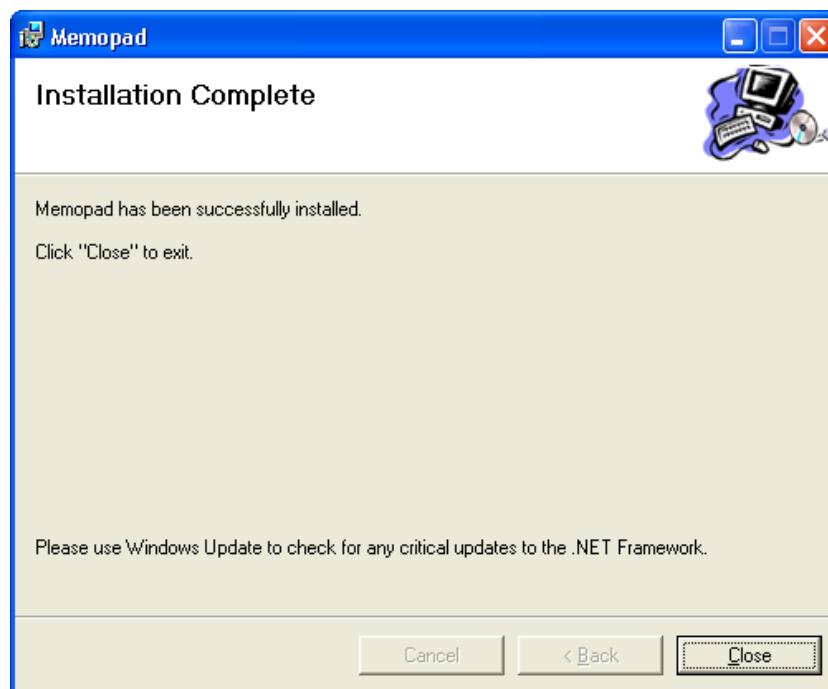 Memopad
Installation Complete
Memopad has been successfully installed.
Click "Close" to exit.
Please use Windows Update to check for any critical updates to the .NET Framework.
Cancel
< Back
Close